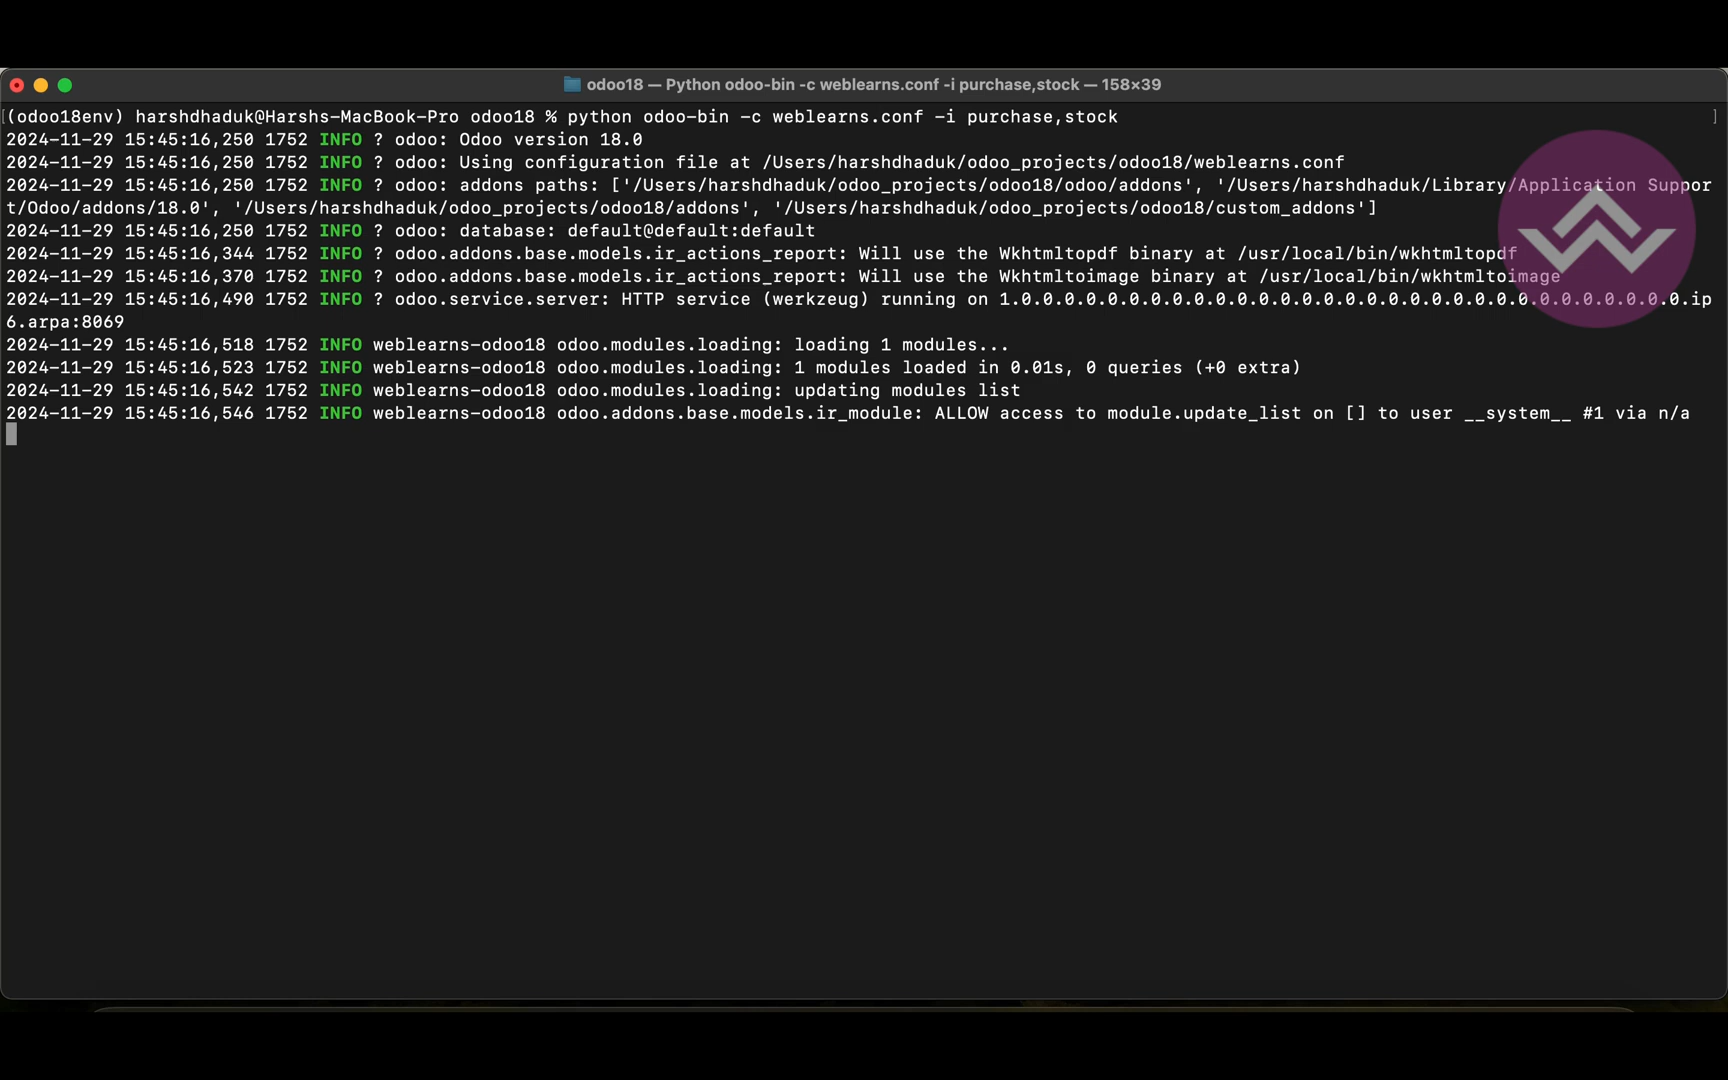 odoo18 — Python odoo-bin -c weblearns.conf -i purchase,stock — 158×39
[(odoo18env) harshdhaduk@Harshs-MacBook-Pro odoo18 % python odoo-bin -c weblearns.conf -i purchase,stock ]
2024-11-29 15:45:16,250 1752 INFO ? odoo: Odoo version 18.0
2024-11-29 15:45:16,250 1752 INFO ? odoo: Using configuration file at /Users/harshdhaduk/odoo_projects/odoo18/weblearns.conf
2024-11-29 15:45:16,250 1752 INFO ? odoo: addons paths: ['/Users/harshdhaduk/odoo_projects/odoo18/odoo/addons', '/Users/harshdhaduk/Library/Application Suppor
t/Odoo/addons/18.0', '/Users/harshdhaduk/odoo_projects/odoo18/addons', '/Users/harshdhaduk/odoo_projects/odoo18/custom_addons']
2024-11-29 15:45:16,250 1752 INFO ? odoo: database: default@default:default
2024-11-29 15:45:16,344 1752 INFO ? odoo.addons.base.models.ir_actions_report: Will use the Wkhtmltopdf binary at /usr/local/bin/wkhtmltopdf
2024-11-29 15:45:16,370 1752 INFO ? odoo.addons.base.models.ir_actions_report: Will use the Wkhtmltoimage binary at /usr/local/bin/wkhtmltoimage
2024-11-29 15:45:16,490 1752 INFO ? odoo.service.server: HTTP service (werkzeug) running on 1.0.0.0.0.0.0.0.0.0.0.0.0.0.0.0.0.0.0.0.0.0.0.0.0.0.0.0.0.0.0.0.ip
6.arpa:8069
2024-11-29 15:45:16,518 1752 INFO weblearns-odoo18 odoo.modules.loading: loading 1 modules...
2024-11-29 15:45:16,523 1752 INFO weblearns-odoo18 odoo.modules.loading: 1 modules loaded in 0.01s, 0 queries (+0 extra)
2024-11-29 15:45:16,542 1752 INFO weblearns-odoo18 odoo.modules.loading: updating modules list
2024-11-29 15:45:16,546 1752 INFO weblearns-odoo18 odoo.addons.base.models.ir_module: ALLOW access to module.update_list on [] to user __system__ #1 via n/a